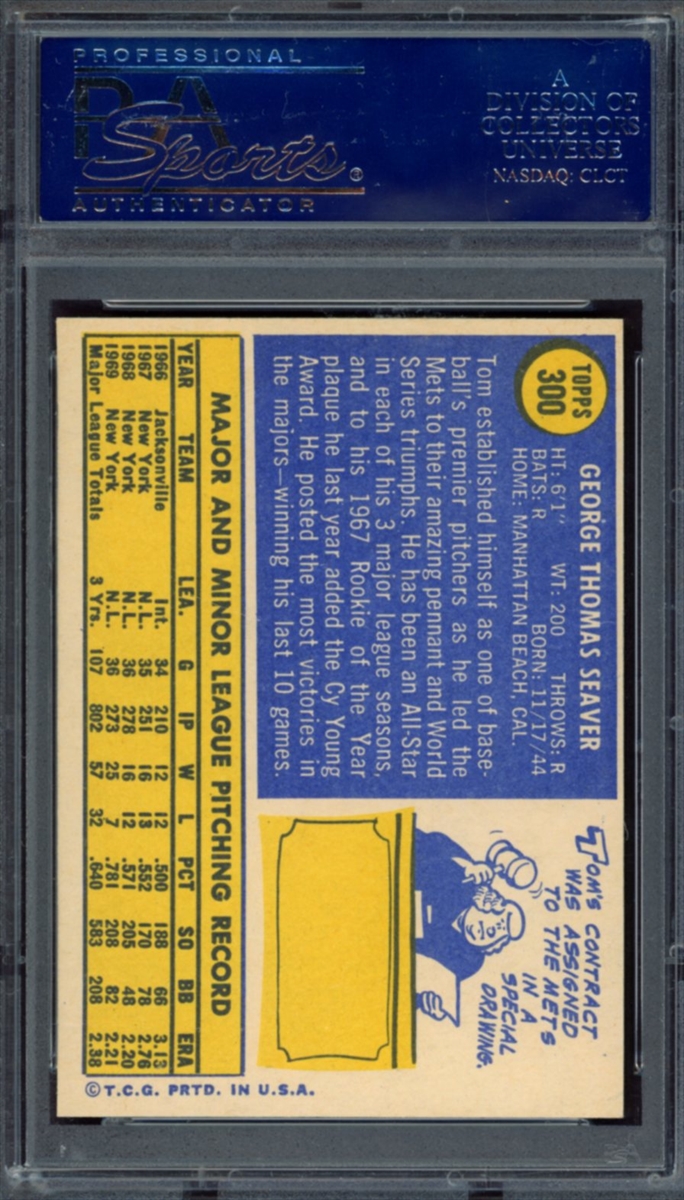 PROFESSIONAL
PSA
Sports®
AUTHENTICATOR
A
DIVISION OF
COLLECTORS
UNIVERSE
NASDAQ: CLCT
TOPPS
300
GEORGE THOMAS SEAVER
HT: 6'1" WT: 200 THROWS: R
BATS: R BORN: 11/17/44
HOME: MANHATTAN BEACH, CAL.
Tom established himself as one of base-
ball's premier pitchers as he led the
Mets to their amazing pennant and World
Series triumphs. He has been an All-Star
in each of his 3 major league seasons,
and to his 1967 Rookie of the Year
plaque he last year added the Cy Young
Award. He posted the most victories in
the majors—winning his last 10 games.
TOM'S CONTRACT
WAS ASSIGNED
TO THE METS
IN A
SPECIAL
DRAWING.
MAJOR AND MINOR LEAGUE PITCHING RECORD
YEAR TEAM LEA. G IP W L PCT SO BB ERA
1966 Jacksonville Int. 34 210 12 12 .500 188 66 3.13
1967 New York N.L. 35 251 16 13 .552 170 78 2.76
1968 New York N.L. 36 278 16 12 .571 205 48 2.20
1969 New York N.L. 36 273 25 7 .781 208 82 2.21
Major League Totals 3 Yrs. 107 802 57 32 .640 583 208 2.38
© T.C.G. PRTD. IN U.S.A.